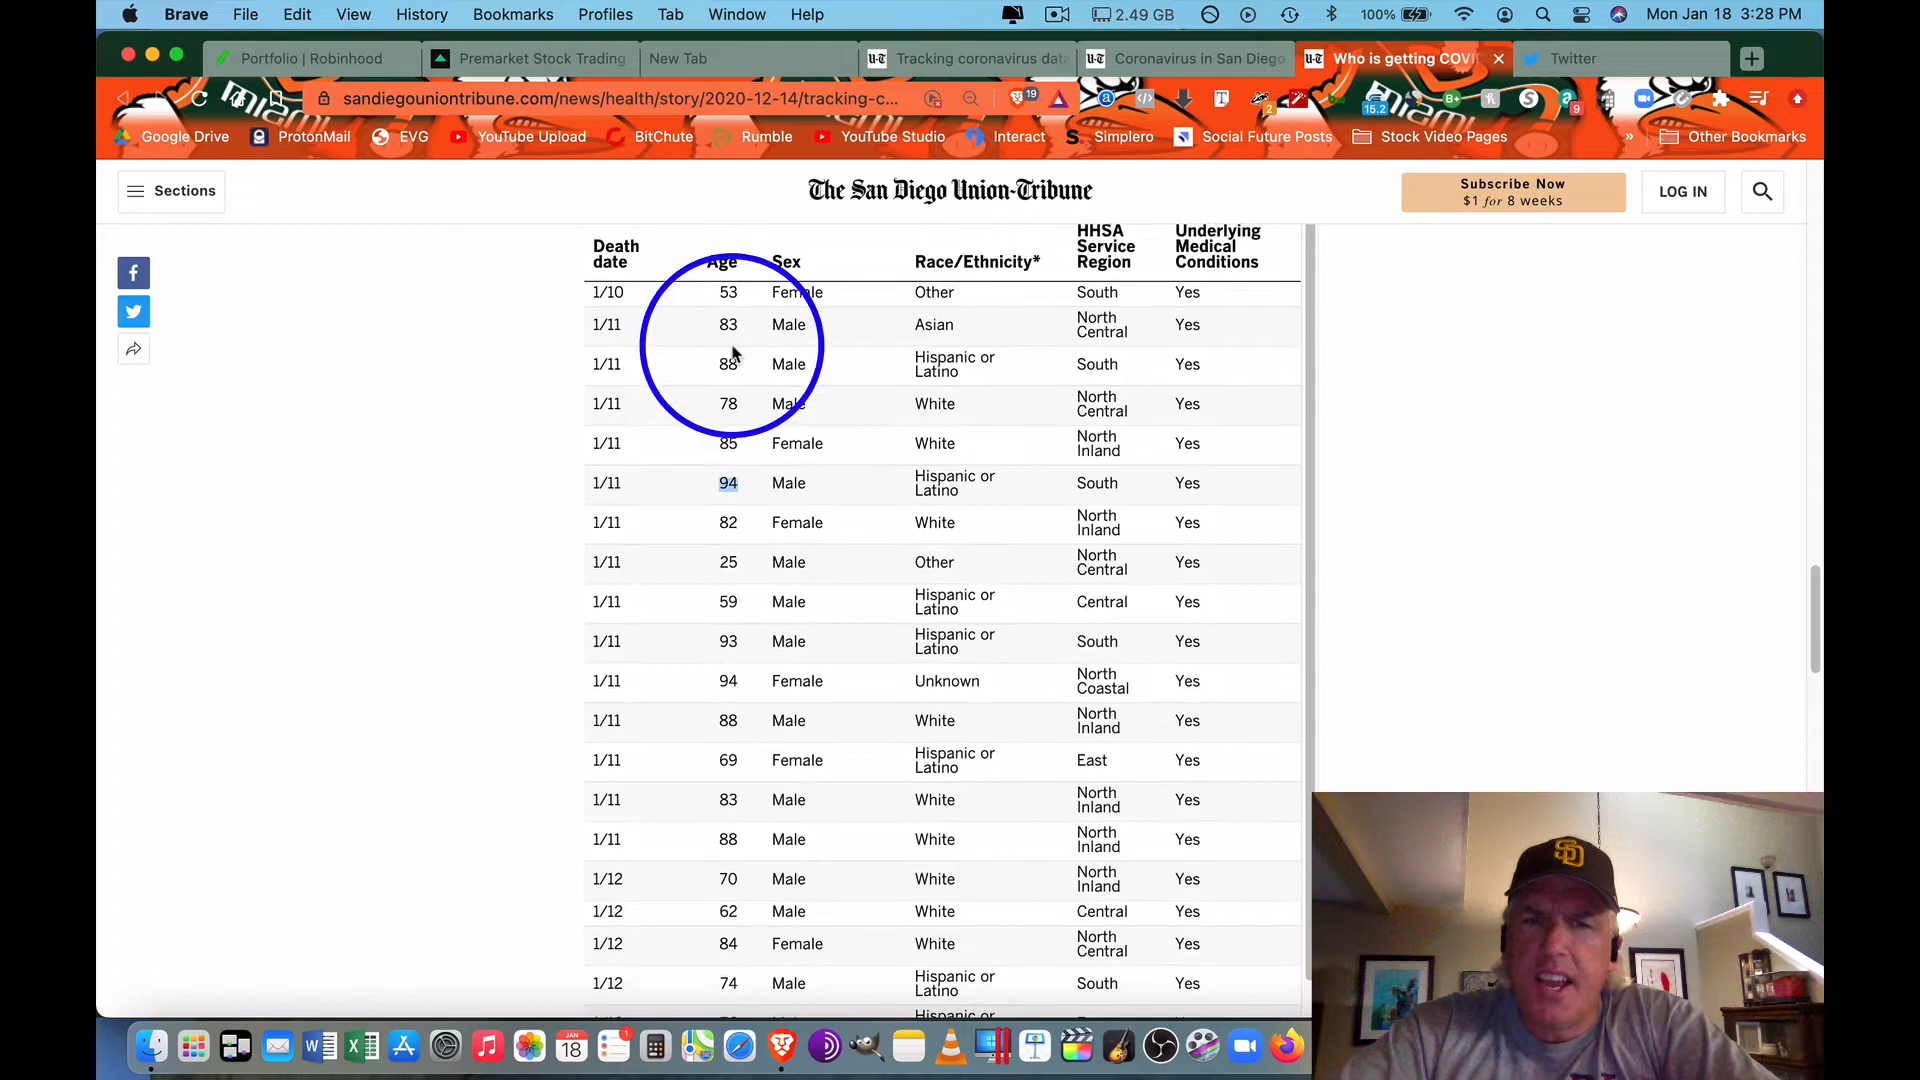 Brave File Edit View History Bookmarks Profiles Tab Window Help 2.49 GB 100% Mon Jan 18 3:28 PM
Portfolio | Robinhood Premarket Stock Trading New Tab Tracking coronavirus data Coronavirus in San Diego Who is getting COVI Twitter
sandiegouniontribune.com/news/health/story/2020-12-14/tracking-c... 19 2 15.2 9
Google Drive ProtonMail EVG YouTube Upload BitChute Rumble YouTube Studio Interact Simplero Social Future Posts Stock Video Pages » Other Bookmarks
Sections
The San Diego Union-Tribune
Subscribe Now
$1 for 8 weeks
LOG IN
Death date Age Sex Race/Ethnicity* HHSA Service Region Underlying Medical Conditions
1/10 53 Female Other South Yes
1/11 83 Male Asian North Central Yes
1/11 88 Male Hispanic or Latino South Yes
1/11 78 Male White North Central Yes
1/11 85 Female White North Inland Yes
1/11 94 Male Hispanic or Latino South Yes
1/11 82 Female White North Inland Yes
1/11 25 Male Other North Central Yes
1/11 59 Male Hispanic or Latino Central Yes
1/11 93 Male Hispanic or Latino South Yes
1/11 94 Female Unknown North Coastal Yes
1/11 88 Male White North Inland Yes
1/11 69 Female Hispanic or Latino East Yes
1/11 83 Male White North Inland Yes
1/11 88 Male White North Inland Yes
1/12 70 Male White North Inland Yes
1/12 62 Male White Central Yes
1/12 84 Female White North Central Yes
1/12 74 Male Hispanic or Latino South Yes
Hispanic or
SD
JAN
18
1